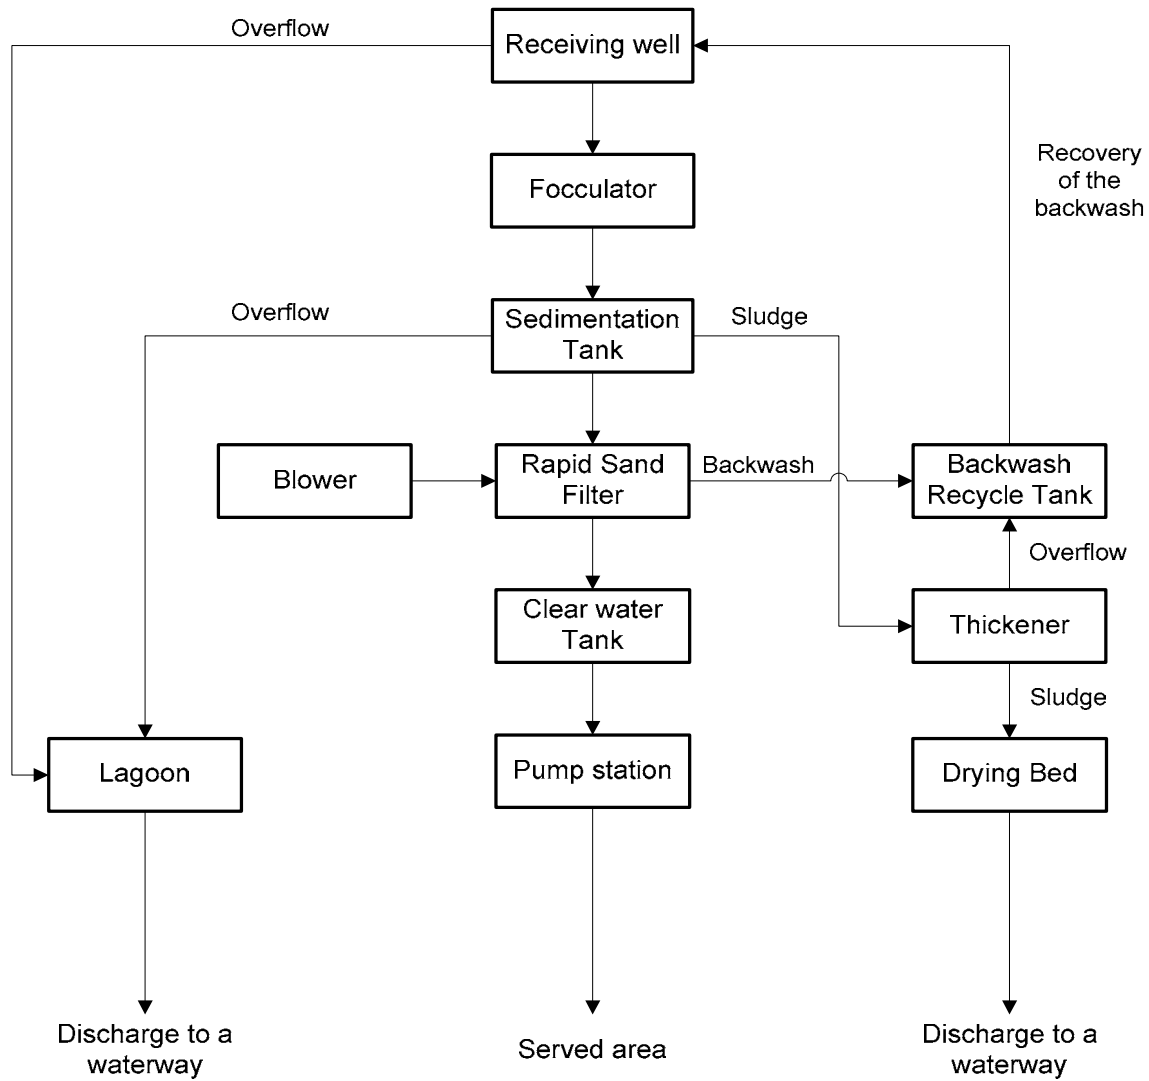 Overflow
Receiving well
Recovery
of the
backwash
Focculator
Overflow
Sedimentation
Tank
Sludge
Blower
Rapid Sand
Filter
Backwash
Backwash
Recycle Tank
Overflow
Clear water
Tank
Thickener
Sludge
Lagoon
Pump station
Drying Bed
Discharge to a
waterway
Served area
Discharge to a
waterway